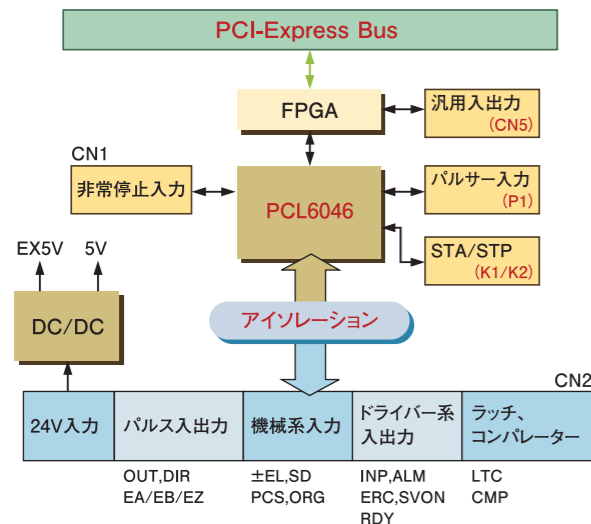 PCI-Express Bus
FPGA
汎用入出力
(CN5)
CN1
非常停止入力
PCL6046
パルサー入力
(P1)
STA/STP
(K1/K2)
EX5V
5V
DC/DC
アイソレーション
CN2
24V入力
パルス入出力
機械系入力
ドライバー系
入出力
ラッチ、
コンパレーター
OUT,DIR
EA/EB/EZ
±EL,SD
PCS,ORG
INP,ALM
ERC,SVON
RDY
LTC
CMP